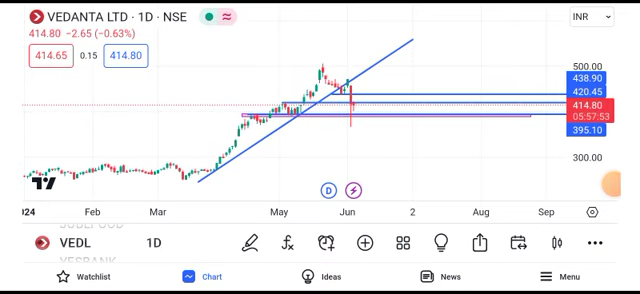 VEDANTA LTD · 1D · NSE
INR
414.80 −2.65 (−0.63%)
414.65 0.15 414.80
500.00
438.90
420.45
414.80
05:57:53
395.10
300.00
D
2024 Feb Mar May Jun 2 Aug Sep
VEDL 1D
Watchlist Chart Ideas News Menu